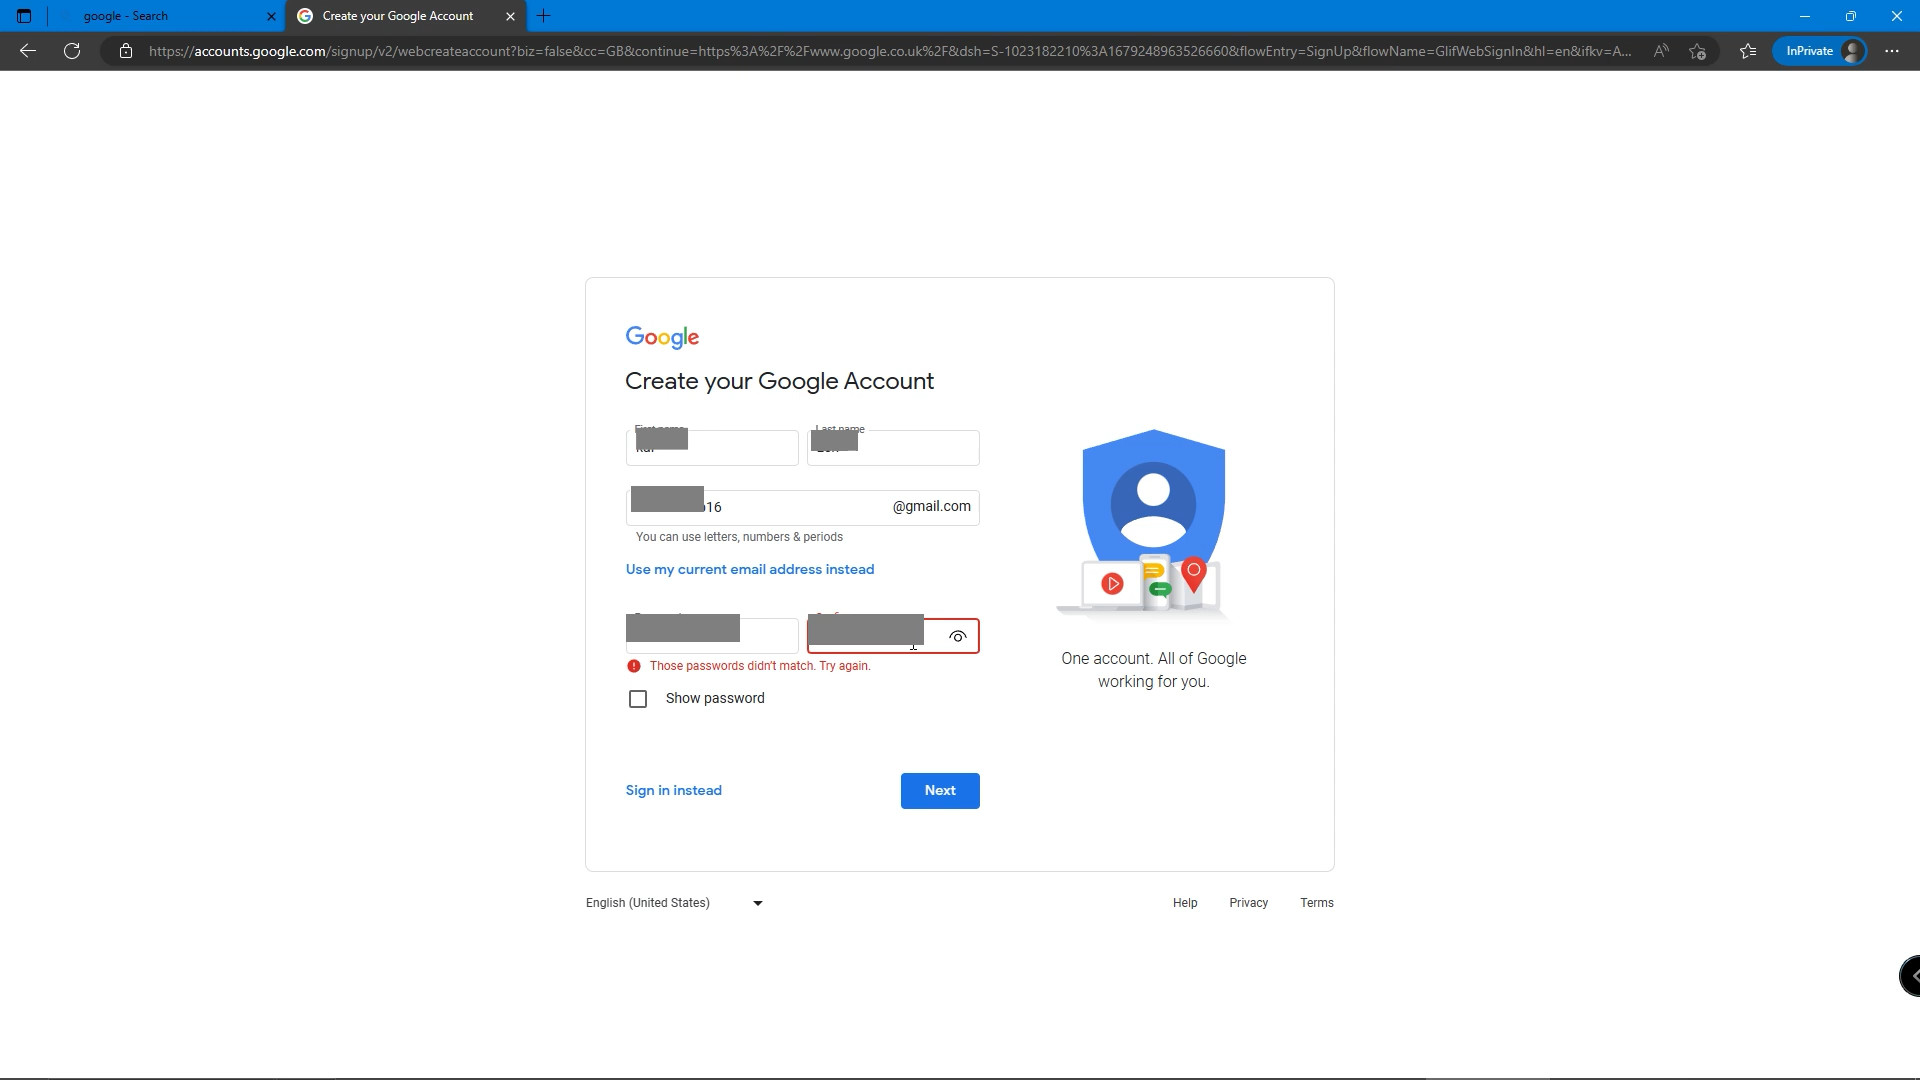 google - Search
Create your Google Account
https://accounts.google.com/signup/v2/webcreateaccount?biz=false&cc=GB&continue=https%3A%2F%2Fwww.google.co.uk%2F&dsh=S-1023182210%3A1679248963526660&flowEntry=SignUp&flowName=GlifWebSignIn&hl=en&ifkv=A...
InPrivate
Google
Create your Google Account
First name
Last name
16
@gmail.com
You can use letters, numbers & periods
Use my current email address instead
Those passwords didn't match. Try again.
Show password
Sign in instead
Next
One account. All of Google
working for you.
English (United States)
Help
Privacy
Terms